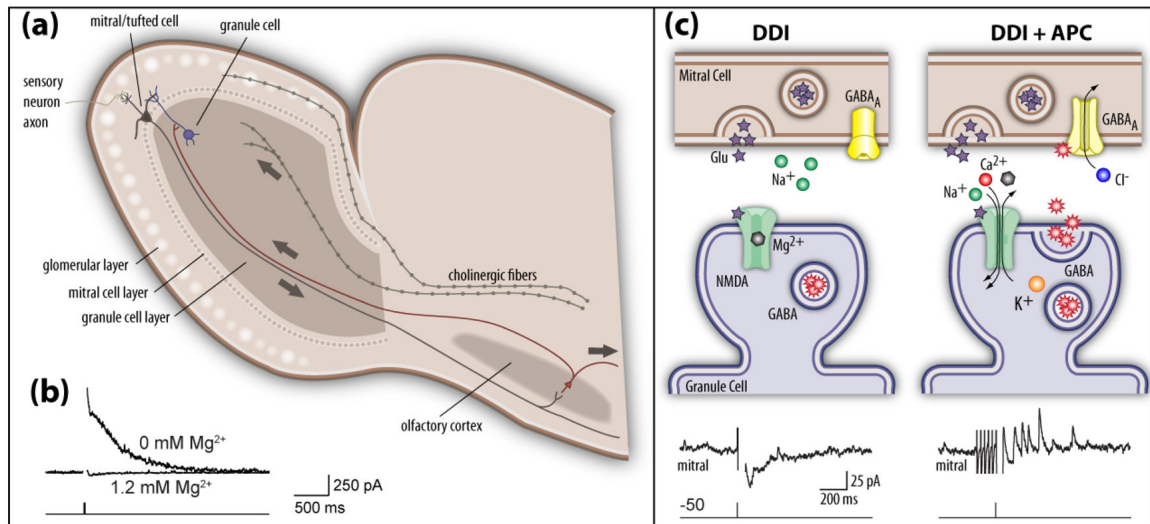 (a)
mitral/tufted cell
granule cell
sensory
neuron
axon
glomerular layer
mitral cell layer
granule cell layer
cholinergic fibers
olfactory cortex
(b)
0 mM Mg²⁺
1.2 mM Mg²⁺
250 pA
500 ms
(c)
DDI
Mitral Cell
GABA_A
Glu
Na⁺
Mg²⁺
NMDA
GABA
Granule Cell
mitral
-50
25 pA
200 ms
DDI + APC
GABA_A
Ca²⁺
Na⁺
Cl⁻
GABA
K⁺
mitral